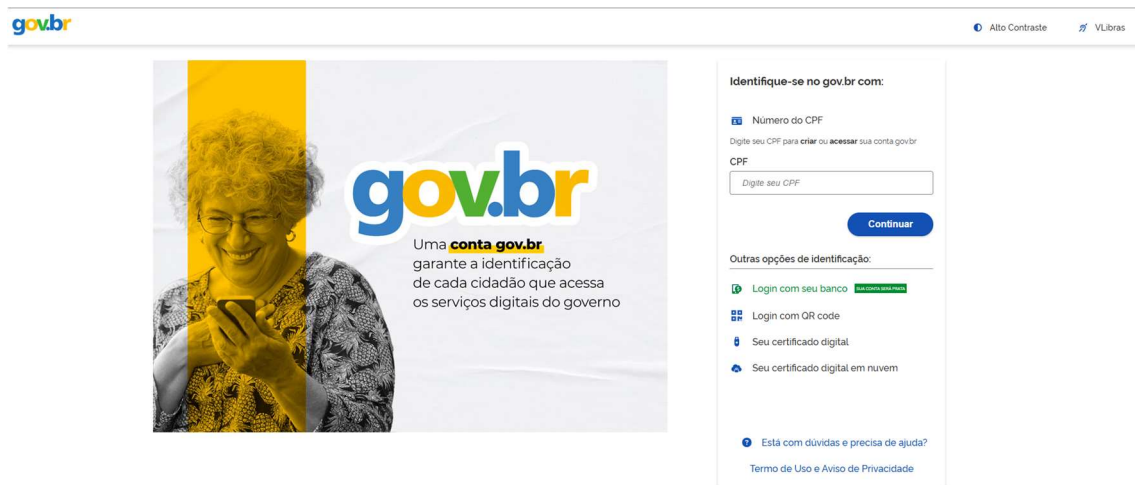 gov.br
Alto Contraste
VLibras
gov.br
Uma conta gov.br
garante a identificação
de cada cidadão que acessa
os serviços digitais do governo
Identifique-se no gov.br com:
Número do CPF
Digite seu CPF para criar ou acessar sua conta gov.br
CPF
Digite seu CPF
Continuar
Outras opções de identificação:
Login com seu banco SUA CONTA SERÁ PRATA
Login com QR code
Seu certificado digital
Seu certificado digital em nuvem
Está com dúvidas e precisa de ajuda?
Termo de Uso e Aviso de Privacidade